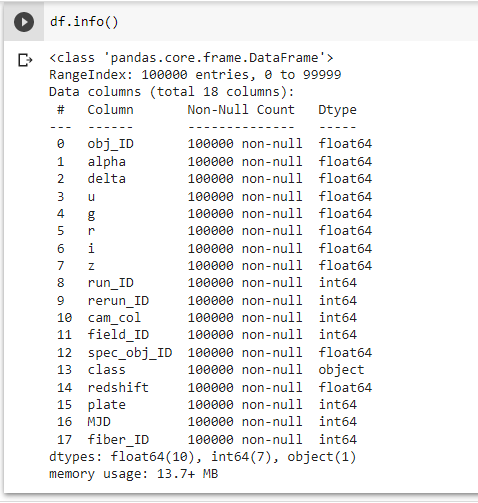 df.info()
<class 'pandas.core.frame.DataFrame'>
RangeIndex: 100000 entries, 0 to 99999
Data columns (total 18 columns):
 #   Column       Non-Null Count   Dtype
---  ------       --------------   -----
 0   obj_ID       100000 non-null  float64
 1   alpha        100000 non-null  float64
 2   delta        100000 non-null  float64
 3   u            100000 non-null  float64
 4   g            100000 non-null  float64
 5   r            100000 non-null  float64
 6   i            100000 non-null  float64
 7   z            100000 non-null  float64
 8   run_ID       100000 non-null  int64
 9   rerun_ID     100000 non-null  int64
 10  cam_col      100000 non-null  int64
 11  field_ID     100000 non-null  int64
 12  spec_obj_ID  100000 non-null  float64
 13  class        100000 non-null  object
 14  redshift     100000 non-null  float64
 15  plate        100000 non-null  int64
 16  MJD          100000 non-null  int64
 17  fiber_ID     100000 non-null  int64
dtypes: float64(10), int64(7), object(1)
memory usage: 13.7+ MB